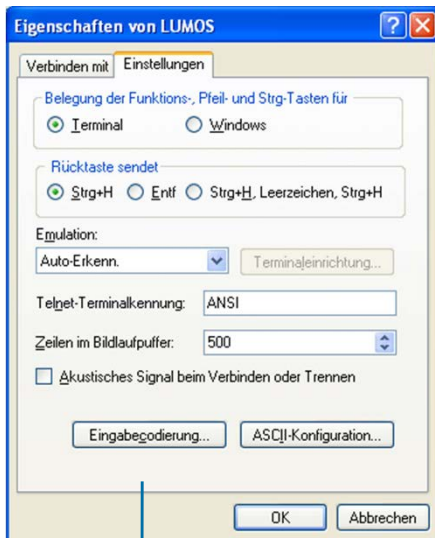 Eigenschaften von LUMOS
Verbinden mit Einstellungen
Belegung der Funktions-, Pfeil- und Strg-Tasten für
Terminal Windows
Rücktaste sendet
Strg+H Entf Strg+H, Leerzeichen, Strg+H
Emulation:
Auto-Erkenn. Terminaleinrichtung...
Telnet-Terminalkennung: ANSI
Zeilen im Bildlaufpuffer: 500
Akustisches Signal beim Verbinden oder Trennen
Eingabecodierung... ASCII-Konfiguration...
OK Abbrechen